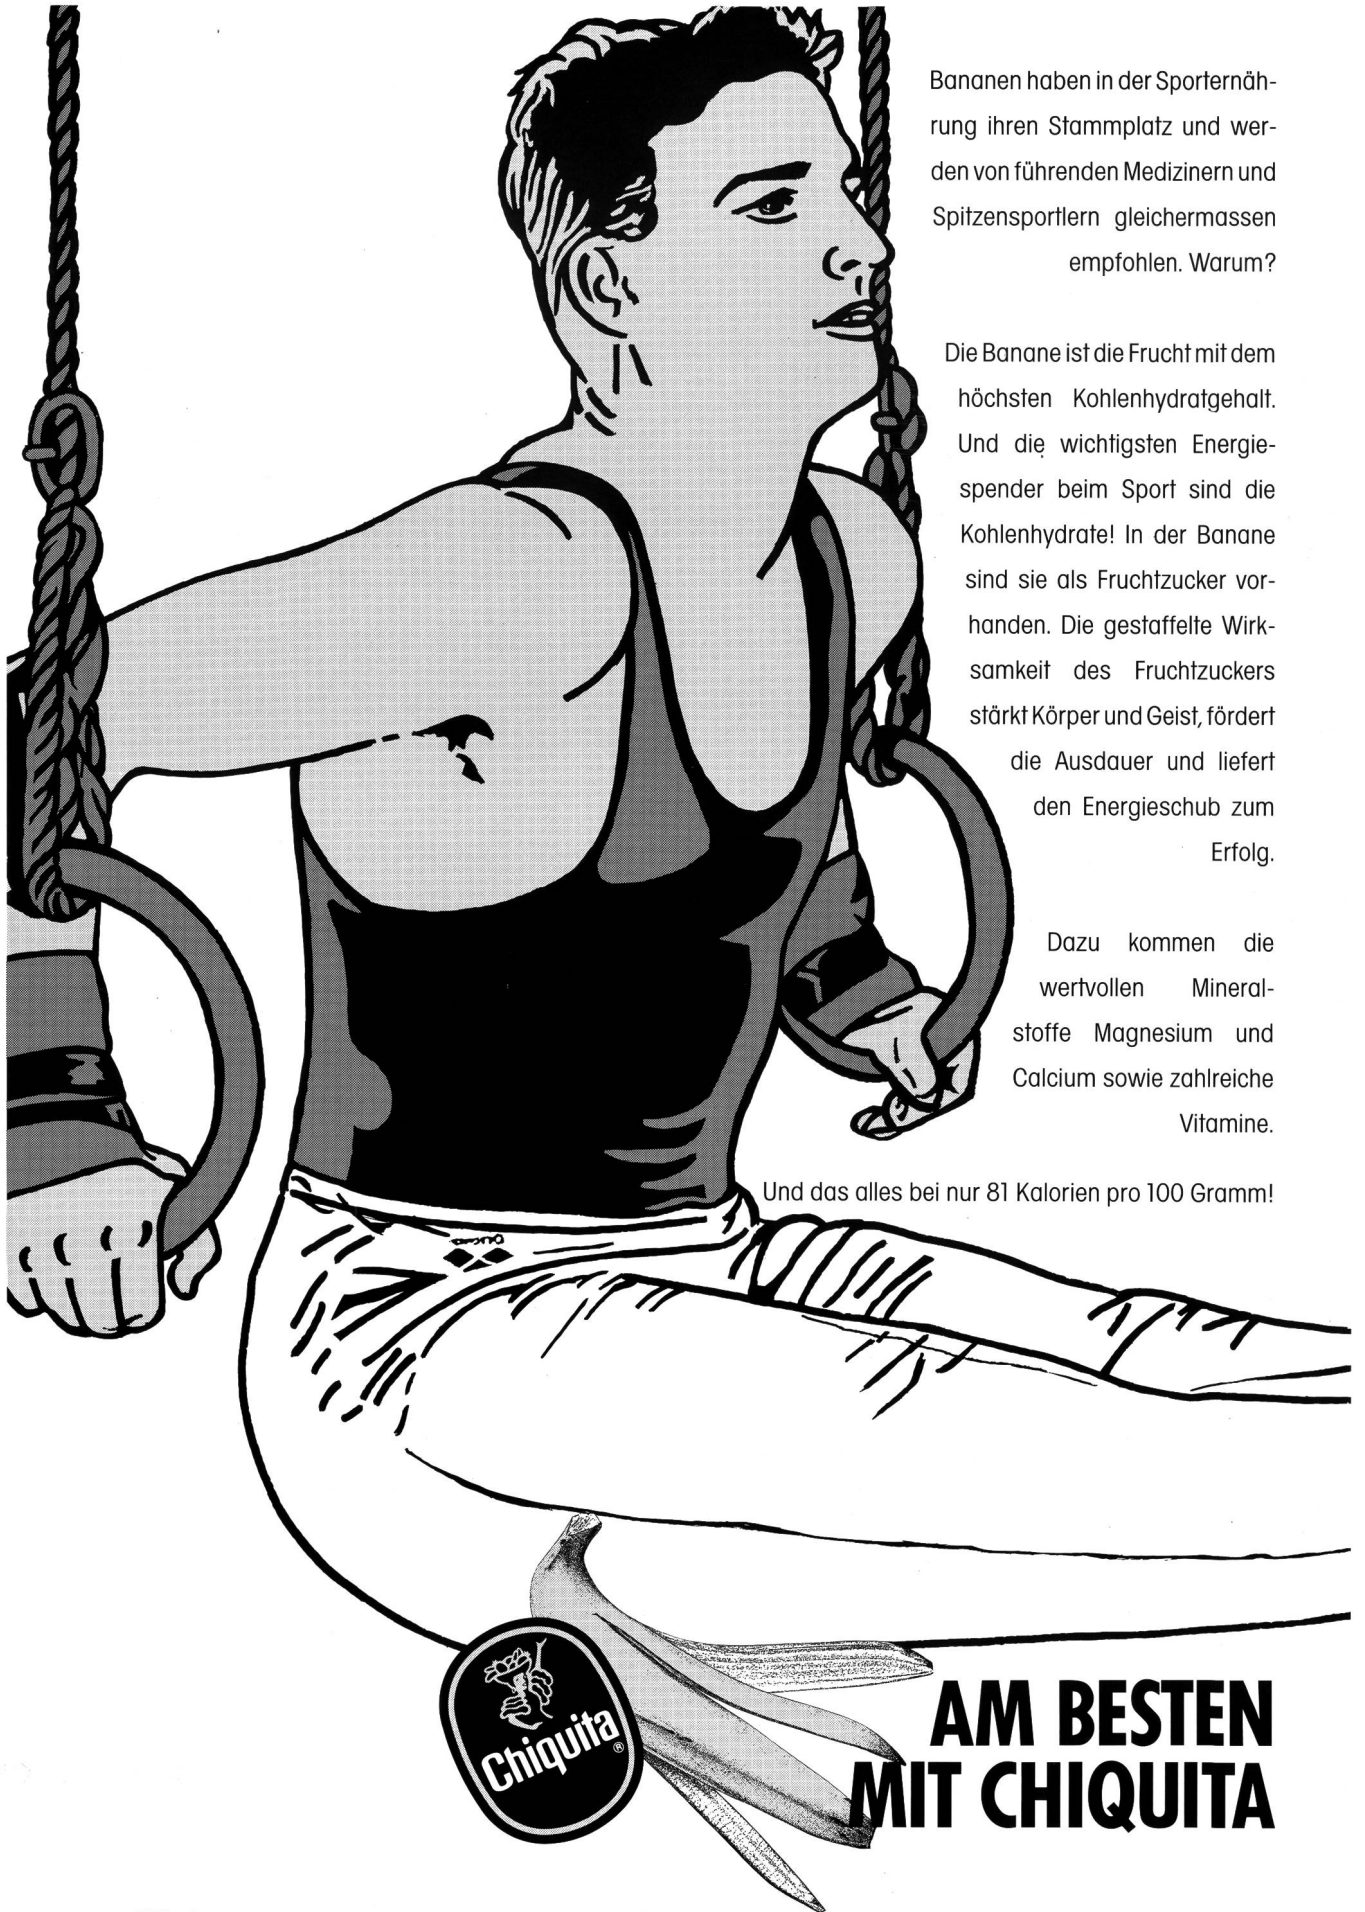 Bananen haben in der Sporternäh-
rung ihren Stammplatz und wer-
den von führenden Medizinern und
Spitzensportlern gleichermassen
empfohlen. Warum?
Die Banane ist die Frucht mit dem
höchsten Kohlenhydratgehalt.
Und die wichtigsten Energie-
spender beim Sport sind die
Kohlenhydrate! In der Banane
sind sie als Fruchtzucker vor-
handen. Die gestaffelte Wirk-
samkeit des Fruchtzuckers
stärkt Körper und Geist, fördert
die Ausdauer und liefert
den Energieschub zum
Erfolg.
Dazu kommen die
wertvollen Mineral-
stoffe Magnesium und
Calcium sowie zahlreiche
Vitamine.
Und das alles bei nur 81 Kalorien pro 100 Gramm!
Chiquita®
AM BESTEN
MIT CHIQUITA